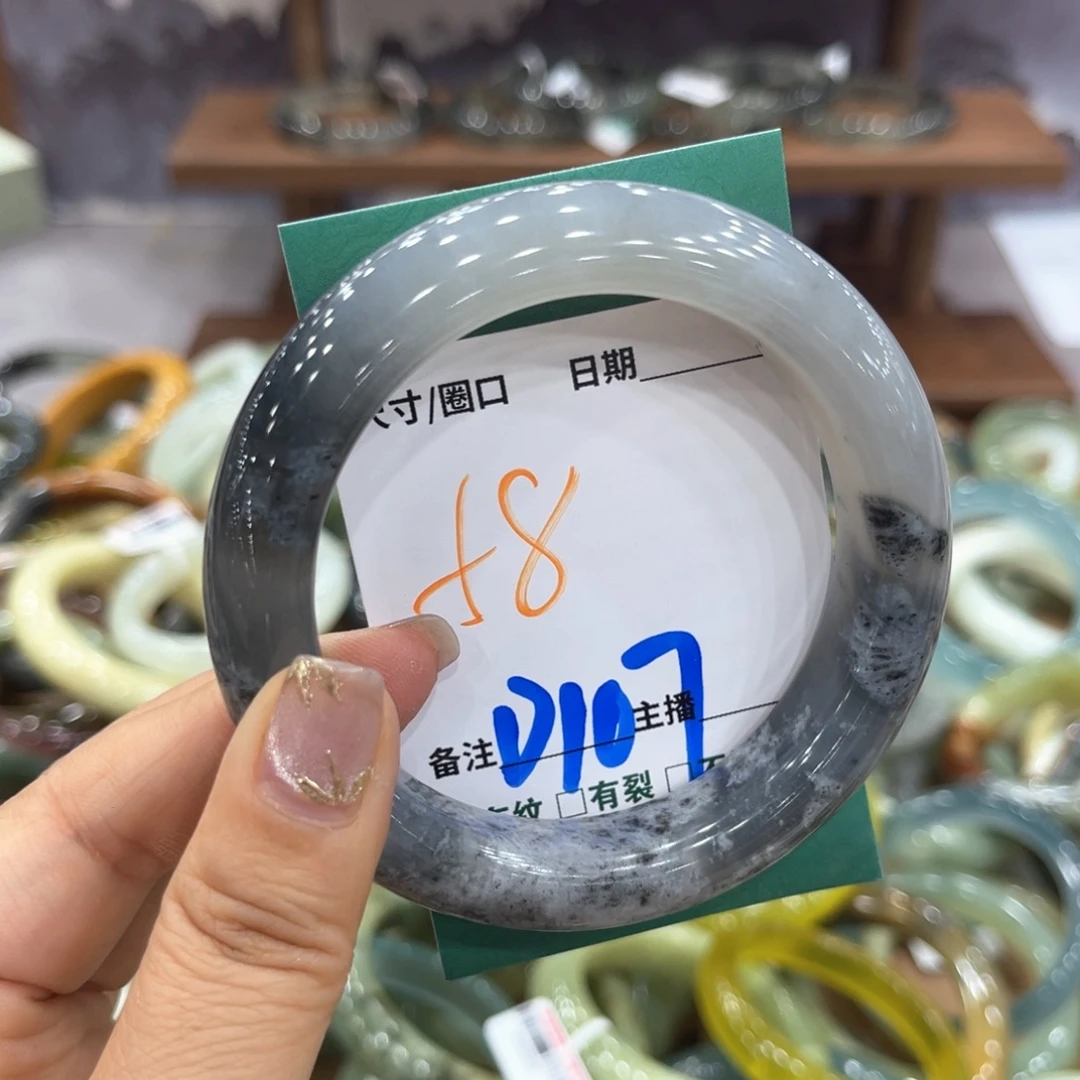 寸/圈口 日期
58
D107
备注 主播
纹 □有裂 □